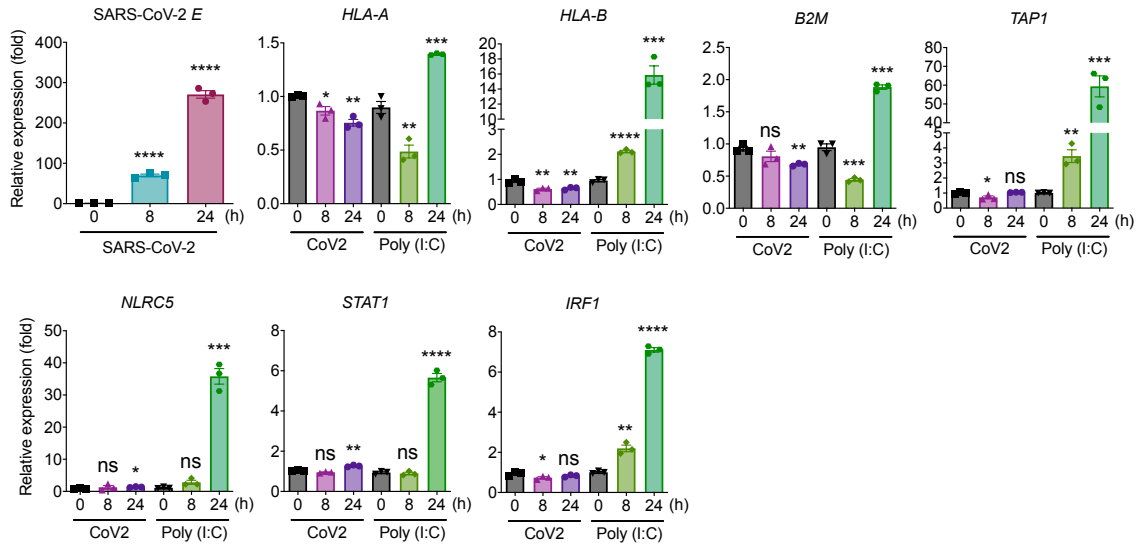 SARS-CoV-2 E
HLA-A
HLA-B
B2M
TAP1
Relative expression (fold)
400
300
200
100
0
****
****
0 8 24 (h)
SARS-CoV-2
1.5
1.0
0.5
0.0
* ** ** ***
0 8 24 0 8 24 (h)
CoV2 Poly (I:C)
20
18
16
14
12
10
3
2
1
0
** ** **** ***
0 8 24 0 8 24 (h)
CoV2 Poly (I:C)
2.5
2.0
1.5
1.0
0.5
0.0
ns ** *** ***
0 8 24 0 8 24 (h)
CoV2 Poly (I:C)
80
70
60
50
40
30
5
4
3
2
1
0
* ns ** ***
0 8 24 0 8 24 (h)
CoV2 Poly (I:C)
NLRC5
STAT1
IRF1
Relative expression (fold)
50
40
30
20
10
0
ns * ns ***
0 8 24 0 8 24 (h)
CoV2 Poly (I:C)
8
6
4
2
0
ns ** ns ****
0 8 24 0 8 24 (h)
CoV2 Poly (I:C)
8
6
4
2
0
* ns ** ****
0 8 24 0 8 24 (h)
CoV2 Poly (I:C)